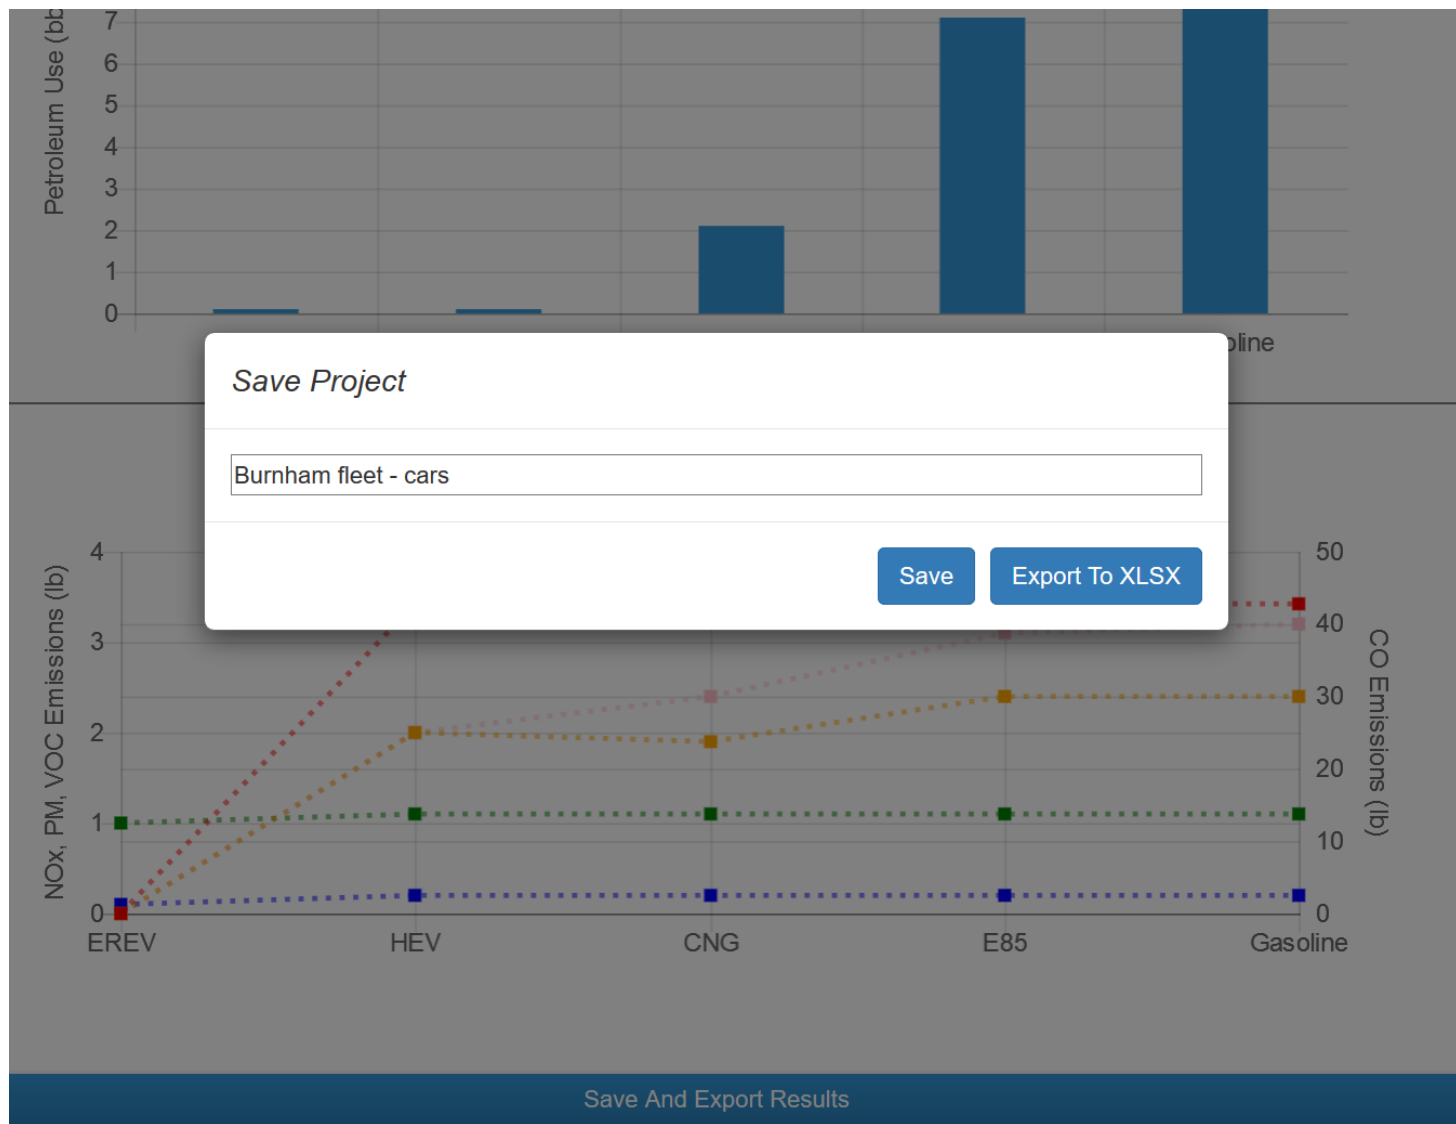 Petroleum Use
7
6
5
4
3
2
1
0
Save Project
Burnham fleet - cars
Save
Export To XLSX
NOx, PM, VOC Emissions (lb)
4
3
2
1
0
50
40
30
20
10
0
CO Emissions (lb)
EREV
HEV
CNG
E85
Gasoline
Save And Export Results